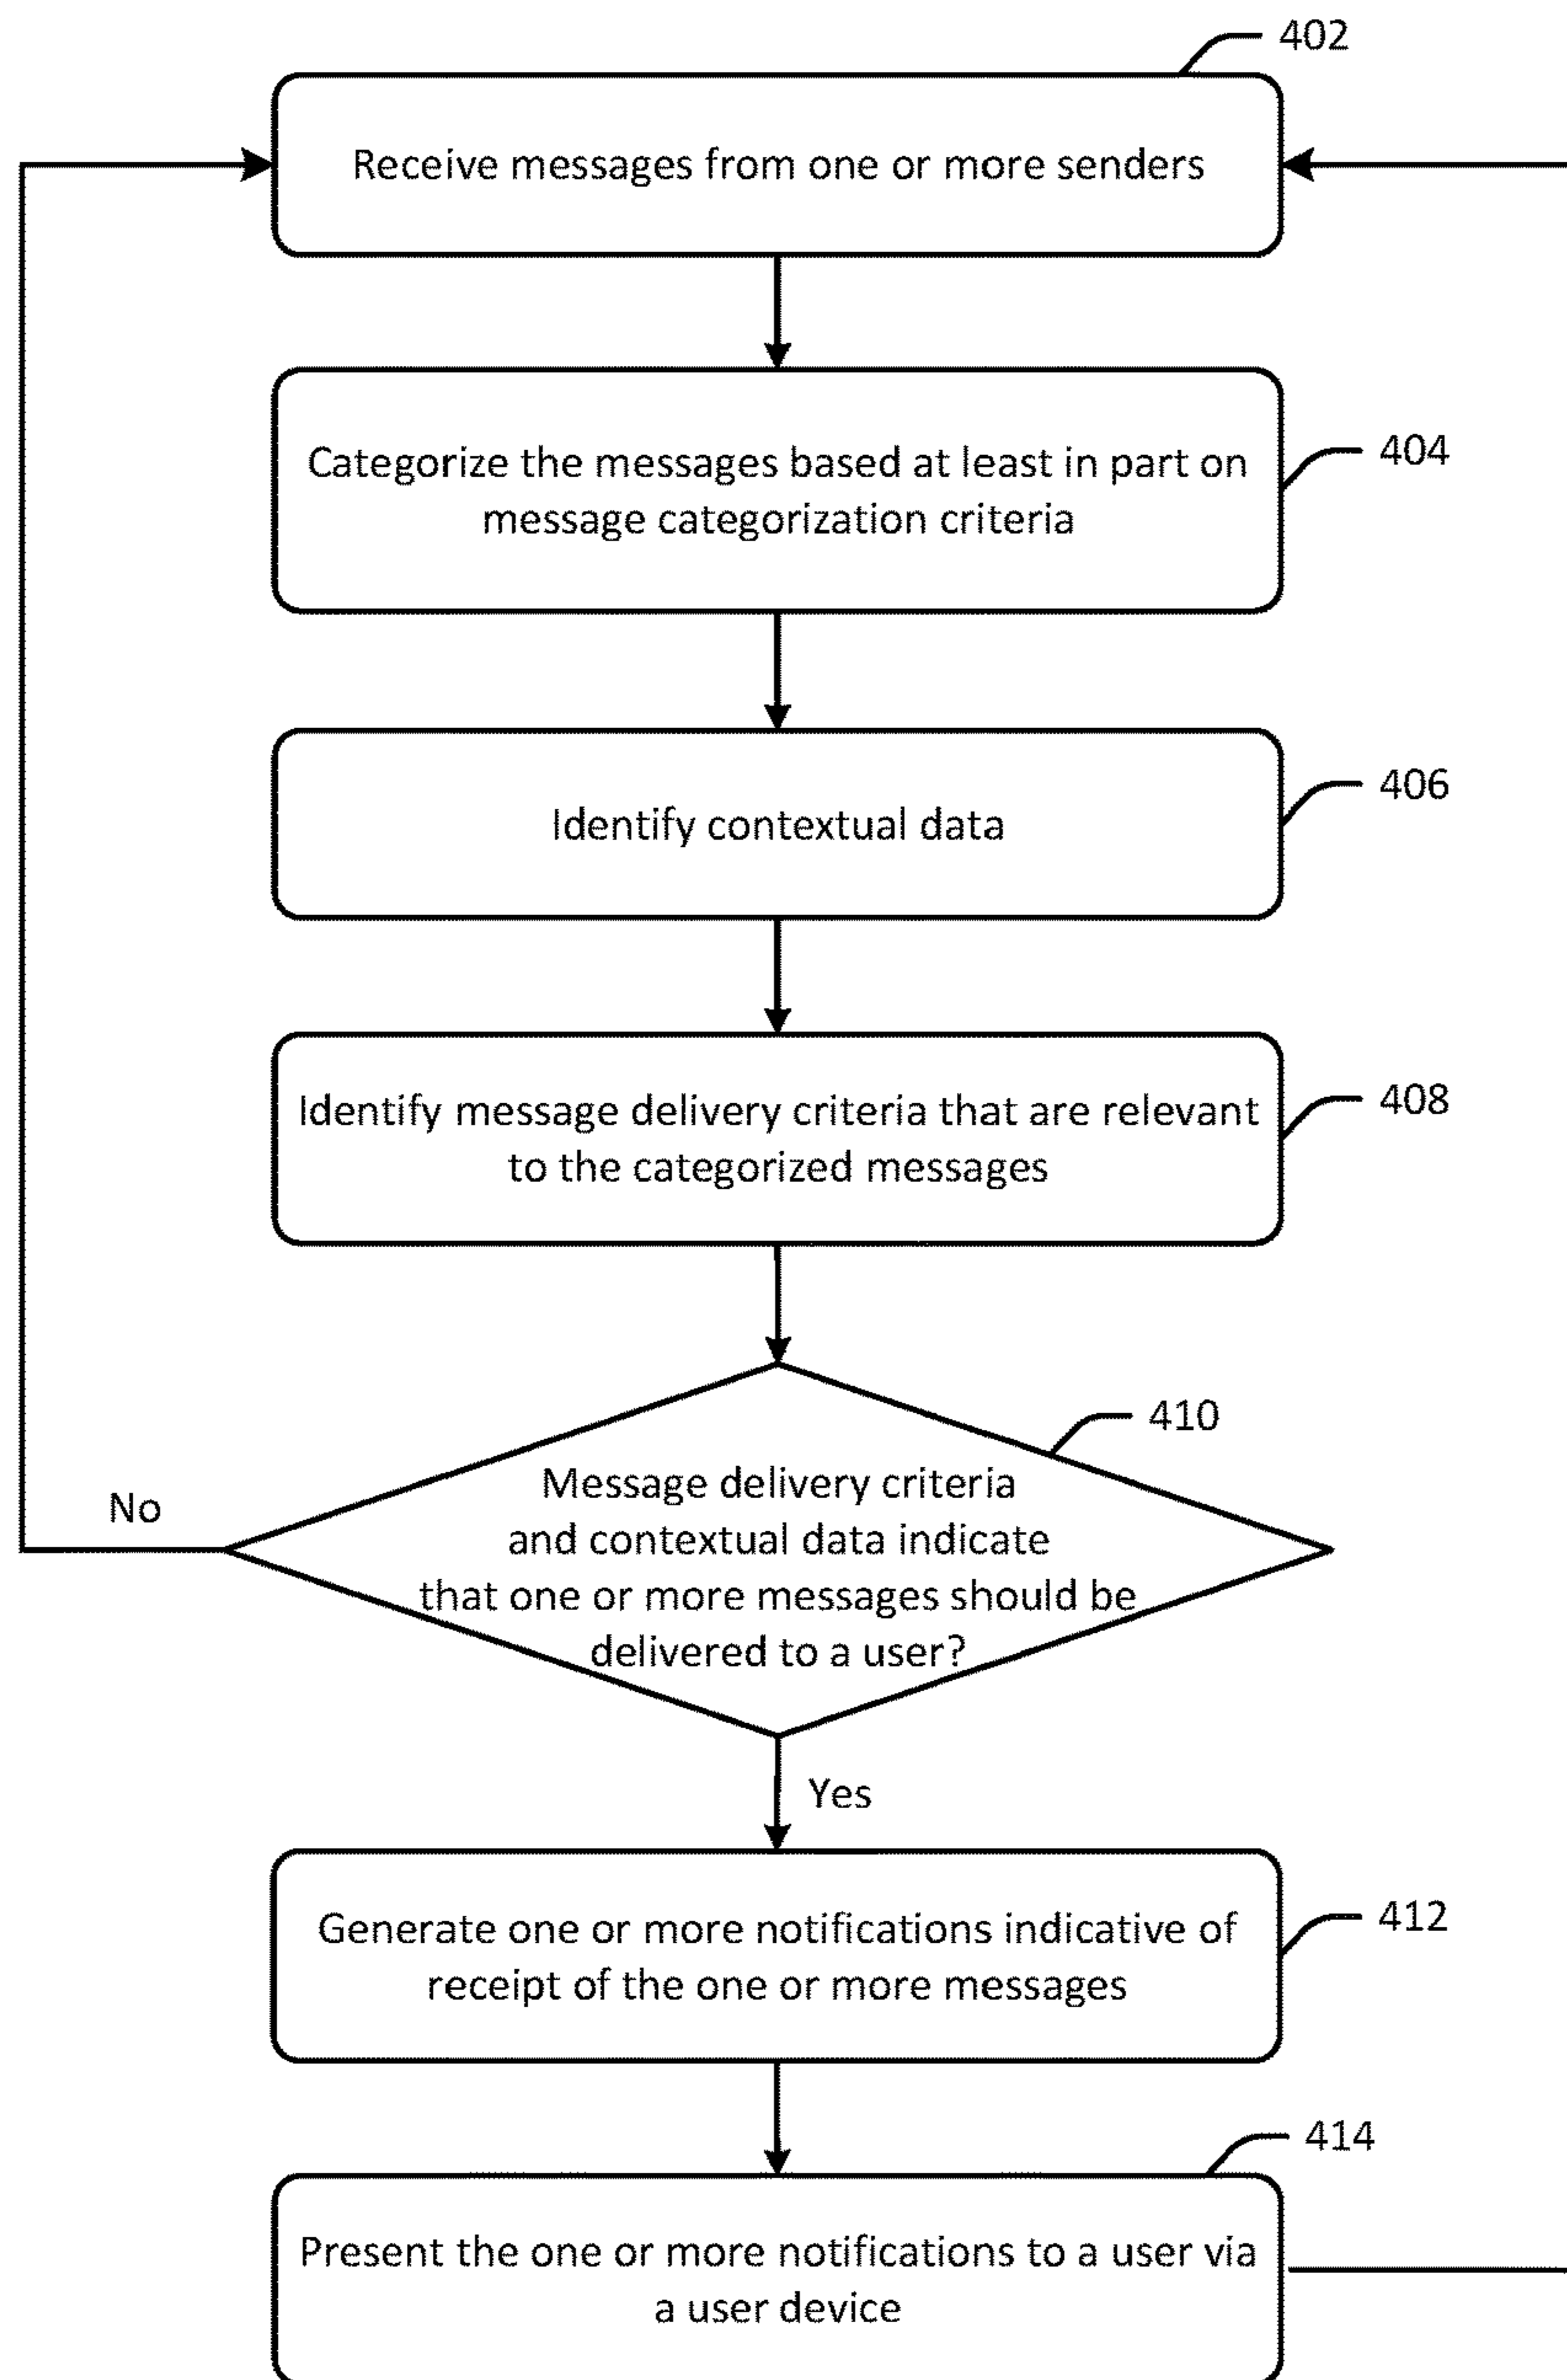 402
Receive messages from one or more senders
404
Categorize the messages based at least in part on
message categorization criteria
406
Identify contextual data
408
Identify message delivery criteria that are relevant
to the categorized messages
410
Message delivery criteria
and contextual data indicate
that one or more messages should be
delivered to a user?
No
Yes
412
Generate one or more notifications indicative of
receipt of the one or more messages
414
Present the one or more notifications to a user via
a user device